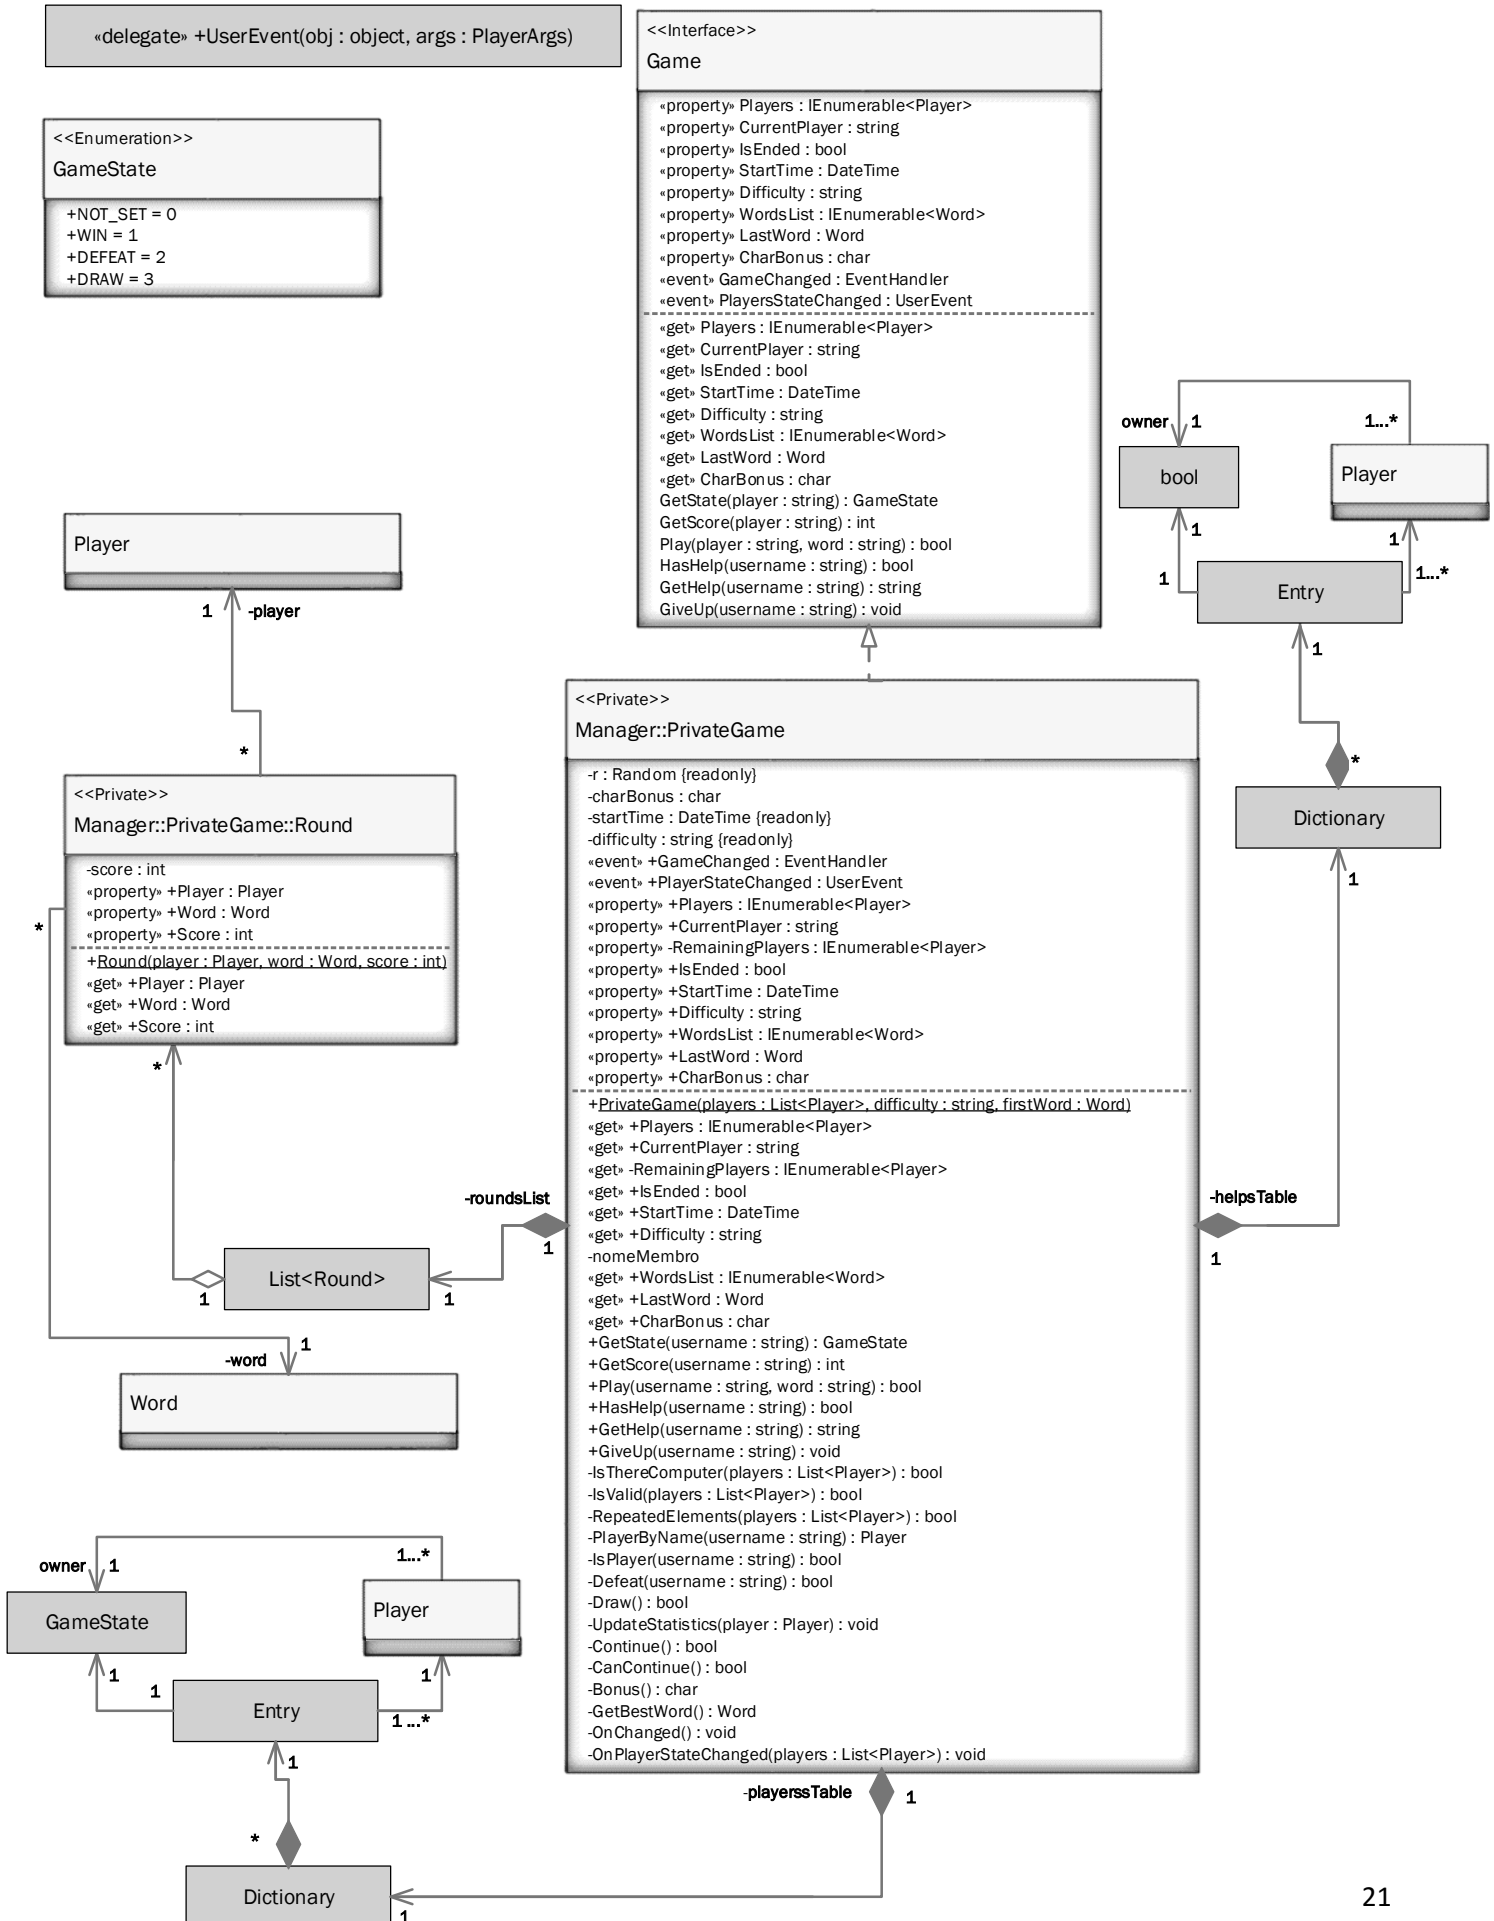 «delegate» +UserEvent(obj : object, args : PlayerArgs)
<<Enumeration>>
GameState
+NOT_SET = 0
+WIN = 1
+DEFEAT = 2
+DRAW = 3
<<Interface>>
Game
«property» Players : IEnumerable<Player>
«property» CurrentPlayer : string
«property» IsEnded : bool
«property» StartTime : DateTime
«property» Difficulty : string
«property» WordsList : IEnumerable<Word>
«property» LastWord : Word
«property» CharBonus : char
«event» GameChanged : EventHandler
«event» PlayersStateChanged : UserEvent
«get» Players : IEnumerable<Player>
«get» CurrentPlayer : string
«get» IsEnded : bool
«get» StartTime : DateTime
«get» Difficulty : string
«get» WordsList : IEnumerable<Word>
«get» LastWord : Word
«get» CharBonus : char
GetState(player : string) : GameState
GetScore(player : string) : int
Play(player : string, word : string) : bool
HasHelp(username : string) : bool
GetHelp(username : string) : string
GiveUp(username : string) : void
owner
1
1...*
bool
Player
1
1
1
1...*
Entry
1
*
Dictionary
1
Player
1
-player
*
<<Private>>
Manager::PrivateGame::Round
-score : int
«property» +Player : Player
«property» +Word : Word
«property» +Score : int
+Round(player : Player, word : Word, score : int)
«get» +Player : Player
«get» +Word : Word
«get» +Score : int
*
*
<<Private>>
Manager::PrivateGame
-r : Random {readonly}
-charBonus : char
-startTime : DateTime {readonly}
-difficulty : string {readonly}
«event» +GameChanged : EventHandler
«event» +PlayerStateChanged : UserEvent
«property» +Players : IEnumerable<Player>
«property» +CurrentPlayer : string
«property» -RemainingPlayers : IEnumerable<Player>
«property» +IsEnded : bool
«property» +StartTime : DateTime
«property» +Difficulty : string
«property» +WordsList : IEnumerable<Word>
«property» +LastWord : Word
«property» +CharBonus : char
+PrivateGame(players : List<Player>, difficulty : string, firstWord : Word)
«get» +Players : IEnumerable<Player>
«get» +CurrentPlayer : string
«get» -RemainingPlayers : IEnumerable<Player>
«get» +IsEnded : bool
«get» +StartTime : DateTime
«get» +Difficulty : string
-nomeMembro
«get» +WordsList : IEnumerable<Word>
«get» +LastWord : Word
«get» +CharBonus : char
+GetState(username : string) : GameState
+GetScore(username : string) : int
+Play(username : string, word : string) : bool
+HasHelp(username : string) : bool
+GetHelp(username : string) : string
+GiveUp(username : string) : void
-IsThereComputer(players : List<Player>) : bool
-IsValid(players : List<Player>) : bool
-RepeatedElements(players : List<Player>) : bool
-PlayerByName(username : string) : Player
-IsPlayer(username : string) : bool
-Defeat(username : string) : bool
-Draw() : bool
-UpdateStatistics(player : Player) : void
-Continue() : bool
-CanContinue() : bool
-Bonus() : char
-GetBestWord() : Word
-OnChanged() : void
-OnPlayerStateChanged(players : List<Player>) : void
-roundsList
1
-helpsTable
1
List<Round>
1
1
1
-word
Word
owner
1
1...*
GameState
Player
1
1
1
1 ...*
Entry
1
-playerssTable
1
*
Dictionary
1
21